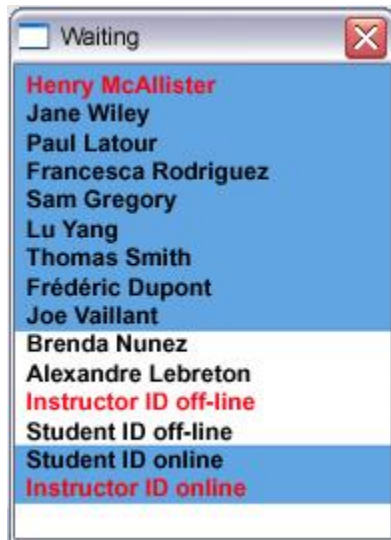 Waiting
Henry McAllister
Jane Wiley
Paul Latour
Francesca Rodriguez
Sam Gregory
Lu Yang
Thomas Smith
Frédéric Dupont
Joe Vaillant
Brenda Nunez
Alexandre Lebreton
Instructor ID off-line
Student ID off-line
Student ID online
Instructor ID online